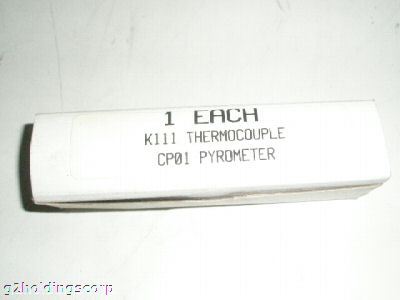 1 EACH
K111 THERMOCOUPLE
CP01 PYROMETER
g2holdingscorp